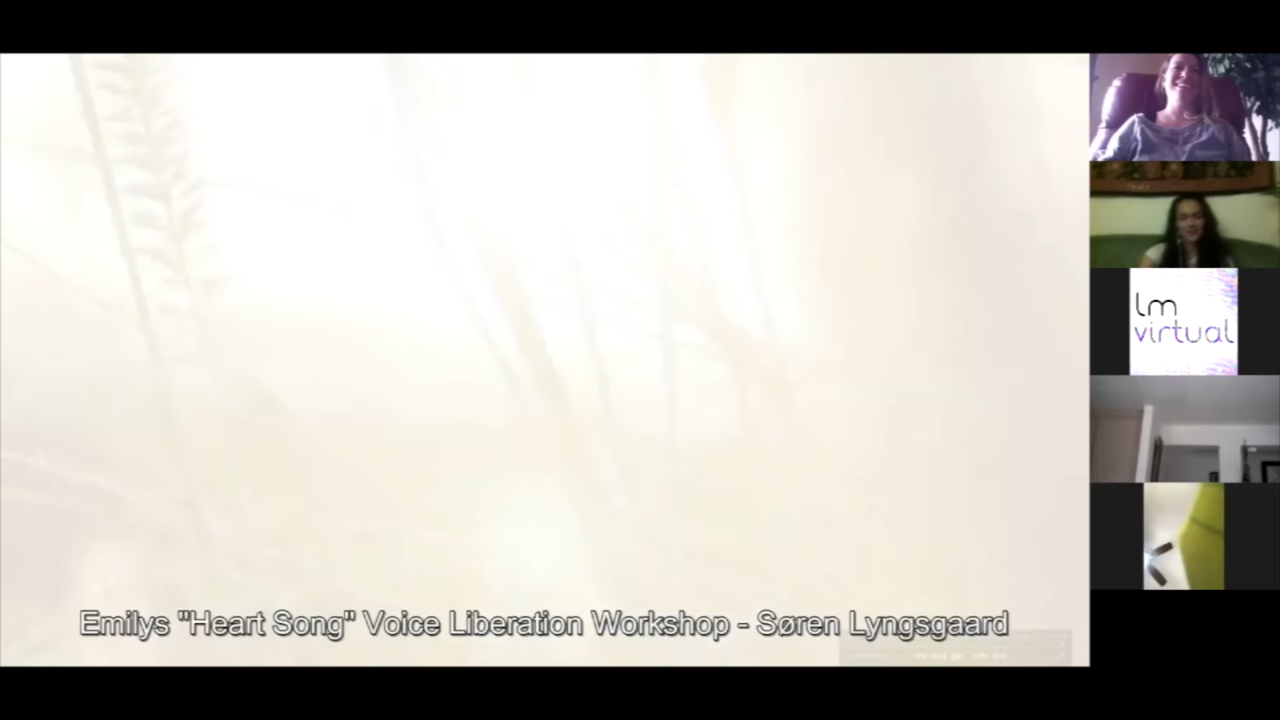 lm
virtual
Emilys "Heart Song" Voice Liberation Workshop - Søren Lyngsgaard